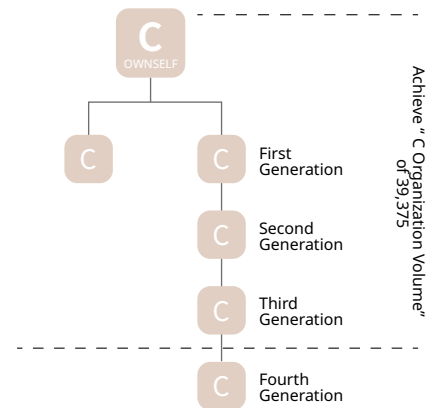 C
OWNSELF
C
C
First
Generation
C
Second
Generation
C
Third
Generation
C
Fourth
Generation
Achieve “ C Organization Volume”
of 39,375